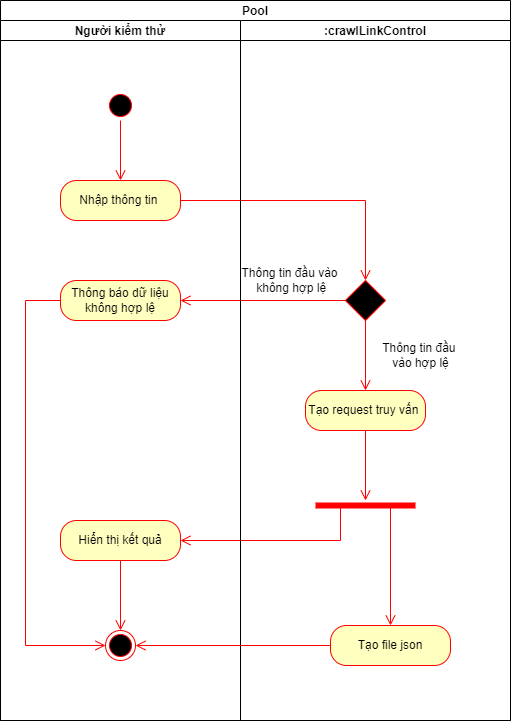 Pool
Người kiểm thử
:crawlLinkControl
Nhập thông tin
Thông tin đầu vào
không hợp lệ
Thông báo dữ liệu
không hợp lệ
Thông tin đầu
vào hợp lệ
Tạo request truy vấn
Hiển thị kết quả
Tạo file json